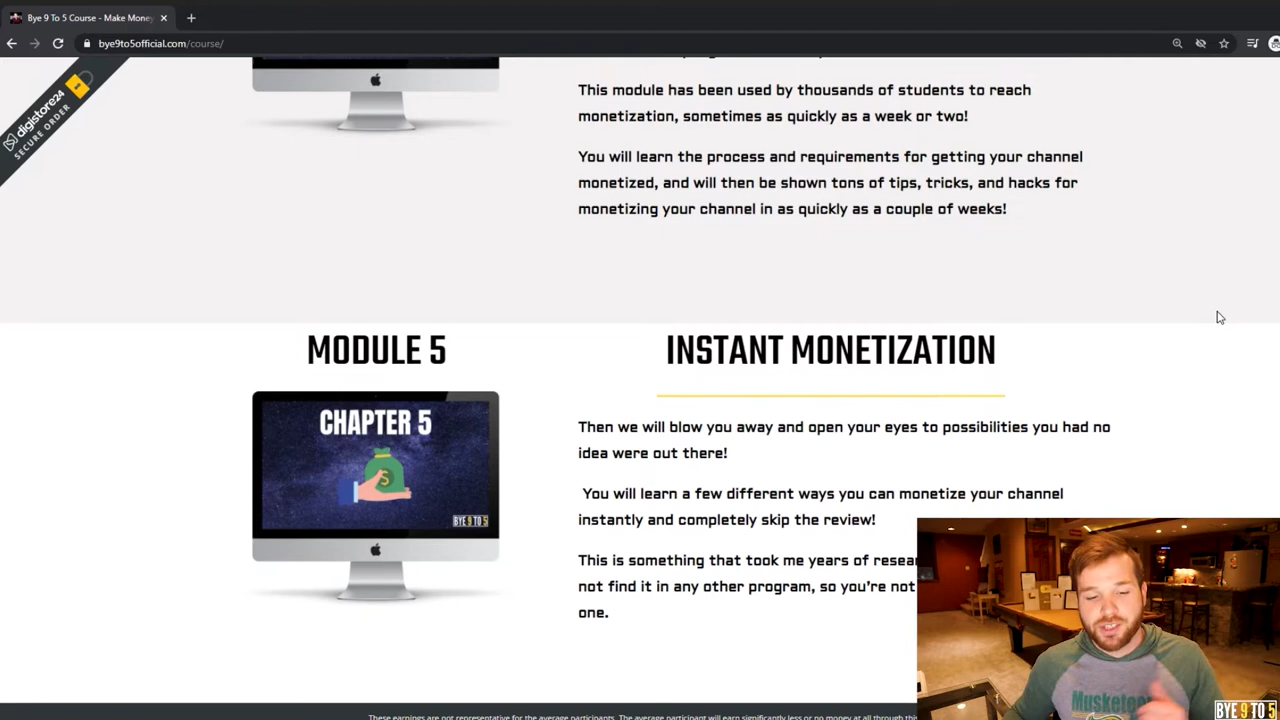 Bye 9 To 5 Course - Make Money
bye9to5official.com/course/
digistore24
SECURE ORDER
This module has been used by thousands of students to reach
monetization, sometimes as quickly as a week or two!
You will learn the process and requirements for getting your channel
monetized, and will then be shown tons of tips, tricks, and hacks for
monetizing your channel in as quickly as a couple of weeks!
MODULE 5
INSTANT MONETIZATION
CHAPTER 5
$
BYE 9 TO 5
Then we will blow you away and open your eyes to possibilities you had no
idea were out there!
You will learn a few different ways you can monetize your channel
instantly and completely skip the review!
This is something that took me years of
not find it in any other program, so you're not
one.
Musketeer
BYE 9 TO 5
These earnings are not representative for the average participants. The average participant will earn significantly less or no money at all through this